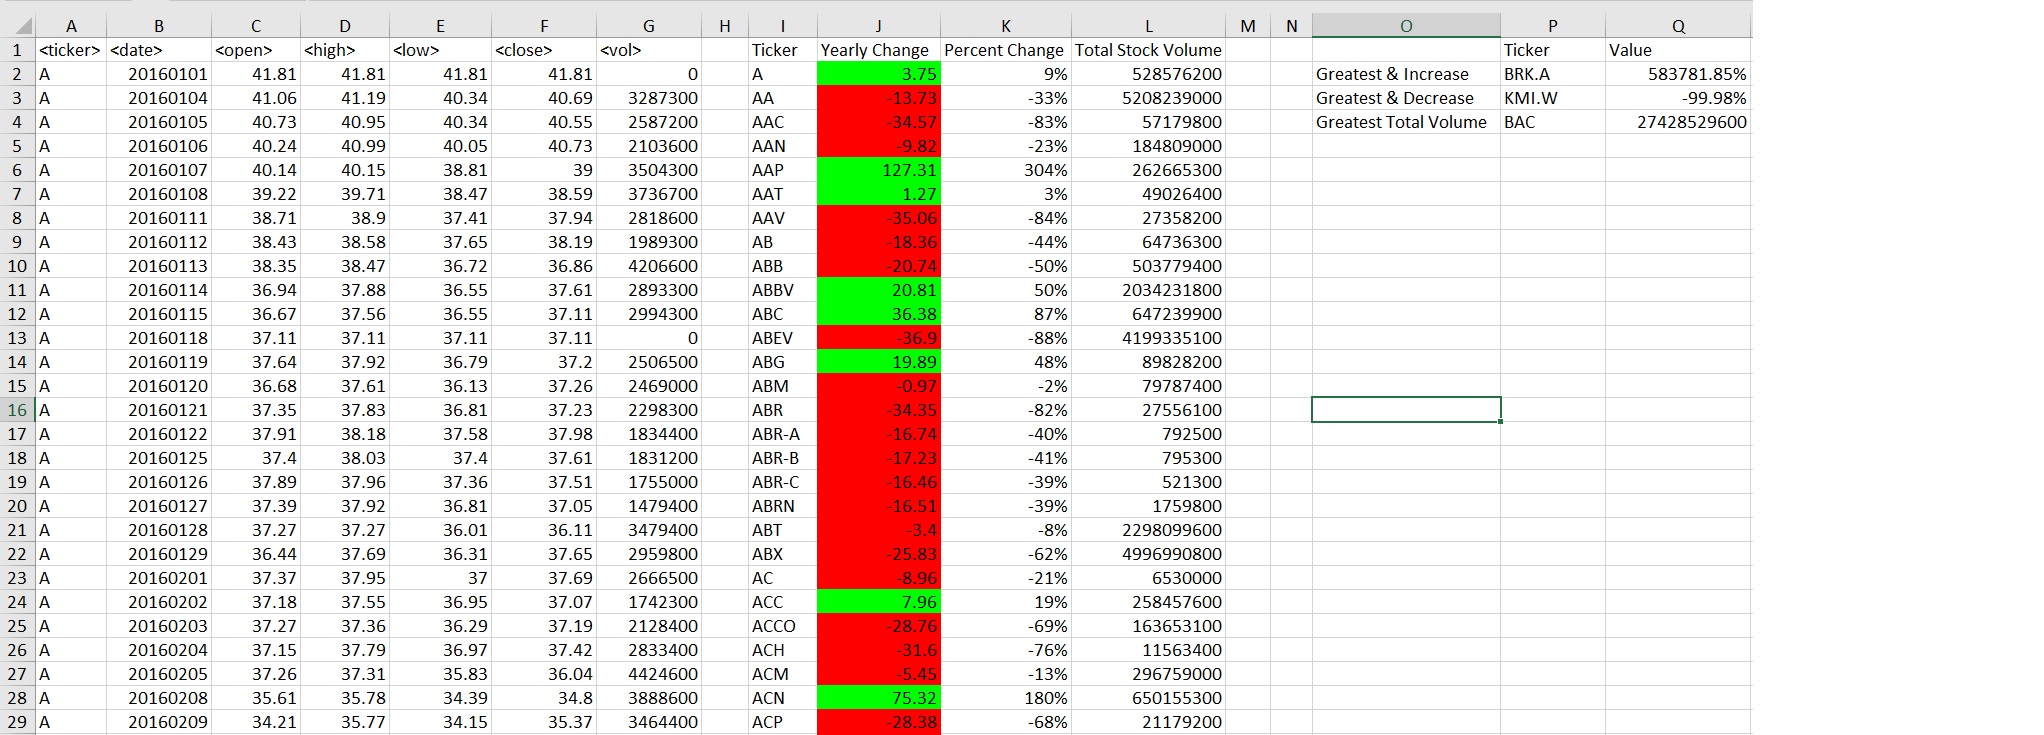 A B C D E F G H I J K L M N O P Q
1 <ticker> <date> <open> <high> <low> <close> <vol> Ticker Yearly Change Percent Change Total Stock Volume Ticker Value
2 A 20160101 41.81 41.81 41.81 41.81 0 A 3.75 9% 528576200 Greatest & Increase BRK.A 583781.85%
3 A 20160104 41.06 41.19 40.34 40.69 3287300 AA -13.73 -33% 5208239000 Greatest & Decrease KMI.W -99.98%
4 A 20160105 40.73 40.95 40.34 40.55 2587200 AAC -34.57 -83% 57179800 Greatest Total Volume BAC 27428529600
5 A 20160106 40.24 40.99 40.05 40.73 2103600 AAN -9.82 -23% 184809000
6 A 20160107 40.14 40.15 38.81 39 3504300 AAP 127.31 304% 262665300
7 A 20160108 39.22 39.71 38.47 38.59 3736700 AAT 1.27 3% 49026400
8 A 20160111 38.71 38.9 37.41 37.94 2818600 AAV -35.06 -84% 27358200
9 A 20160112 38.43 38.58 37.65 38.19 1989300 AB -18.36 -44% 64736300
10 A 20160113 38.35 38.47 36.72 36.86 4206600 ABB -20.74 -50% 503779400
11 A 20160114 36.94 37.88 36.55 37.61 2893300 ABBV 20.81 50% 2034231800
12 A 20160115 36.67 37.56 36.55 37.11 2994300 ABC 36.38 87% 647239900
13 A 20160118 37.11 37.11 37.11 37.11 0 ABEV -36.9 -88% 4199335100
14 A 20160119 37.64 37.92 36.79 37.2 2506500 ABG 19.89 48% 89828200
15 A 20160120 36.68 37.61 36.13 37.26 2469000 ABM -0.97 -2% 79787400
16 A 20160121 37.35 37.83 36.81 37.23 2298300 ABR -34.35 -82% 27556100
17 A 20160122 37.91 38.18 37.58 37.98 1834400 ABR-A -16.74 -40% 792500
18 A 20160125 37.4 38.03 37.4 37.61 1831200 ABR-B -17.23 -41% 795300
19 A 20160126 37.89 37.96 37.36 37.51 1755000 ABR-C -16.46 -39% 521300
20 A 20160127 37.39 37.92 36.81 37.05 1479400 ABRN -16.51 -39% 1759800
21 A 20160128 37.27 37.27 36.01 36.11 3479400 ABT -3.4 -8% 2298099600
22 A 20160129 36.44 37.69 36.31 37.65 2959800 ABX -25.83 -62% 4996990800
23 A 20160201 37.37 37.95 37 37.69 2666500 AC -8.96 -21% 6530000
24 A 20160202 37.18 37.55 36.95 37.07 1742300 ACC 7.96 19% 258457600
25 A 20160203 37.27 37.36 36.29 37.19 2128400 ACCO -28.76 -69% 163653100
26 A 20160204 37.15 37.79 36.97 37.42 2833400 ACH -31.6 -76% 11563400
27 A 20160205 37.26 37.31 35.83 36.04 4424600 ACM -5.45 -13% 296759000
28 A 20160208 35.61 35.78 34.39 34.8 3888600 ACN 75.32 180% 650155300
29 A 20160209 34.21 35.77 34.15 35.37 3464400 ACP -28.38 -68% 21179200